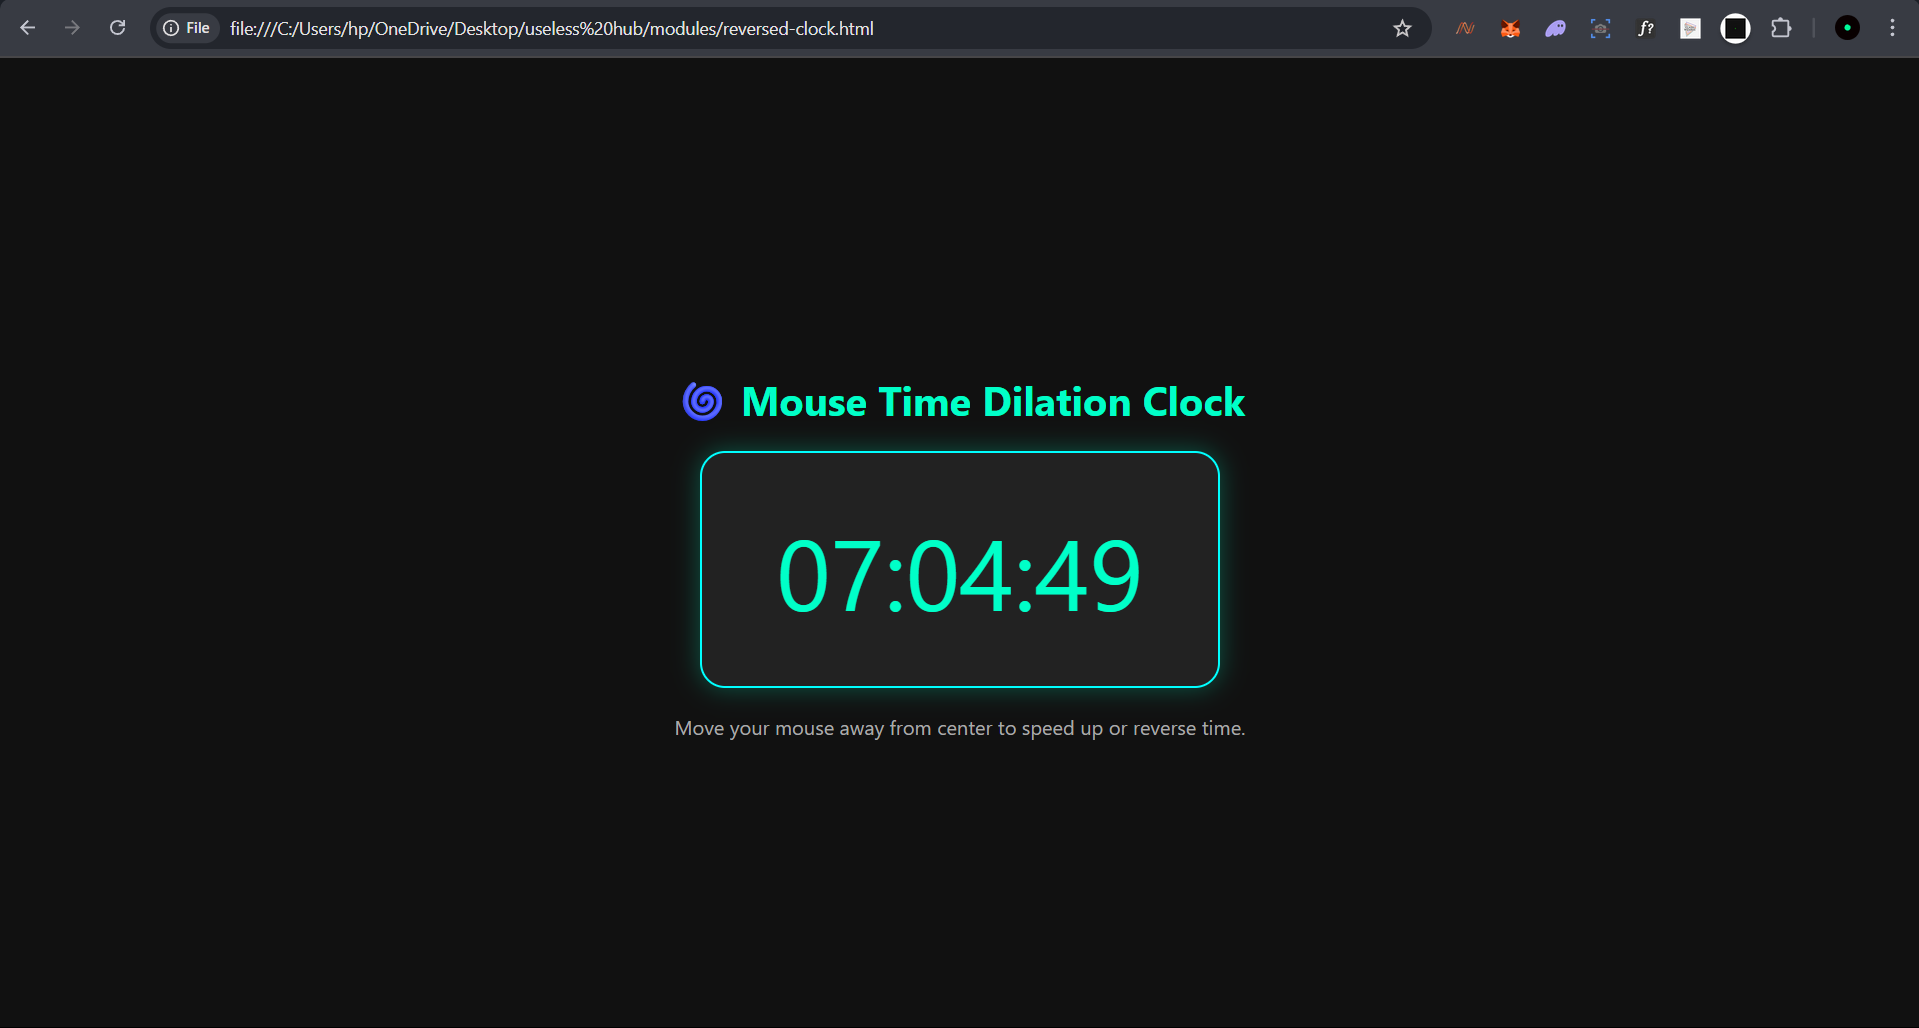 File file:///C:/Users/hp/OneDrive/Desktop/useless%20hub/modules/reversed-clock.html f?
Mouse Time Dilation Clock
07:04:49
Move your mouse away from center to speed up or reverse time.